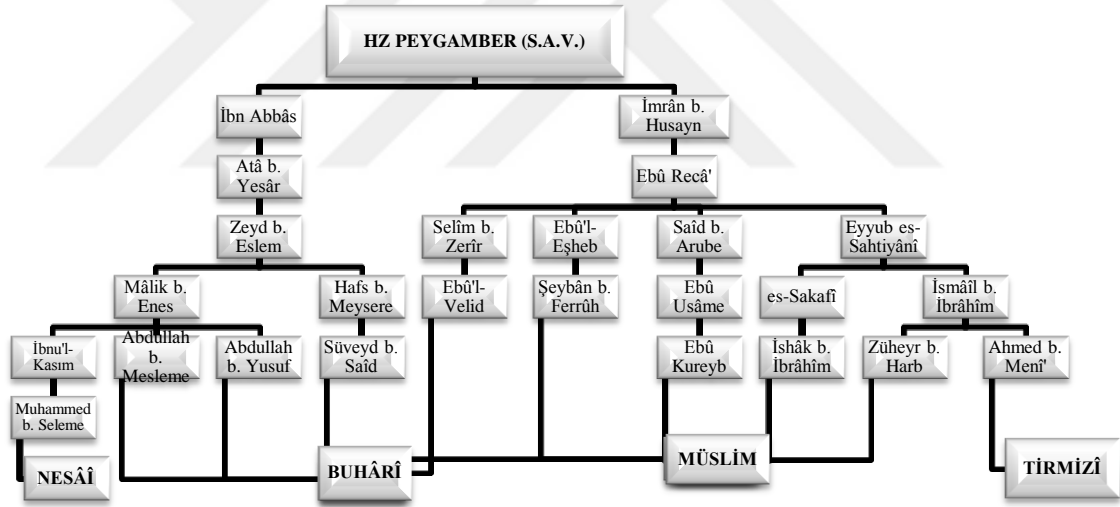 HZ PEYGAMBER (S.A.V.)
İbn Abbâs
İmrân b.
Husayn
Atâ b.
Yesâr
Ebû Recâ'
Zeyd b.
Eslem
Selîm b.
Zerîr
Ebû'l-
Eşheb
Saîd b.
Arube
Eyyub es-
Sahtiyânî
Mâlik b.
Enes
Hafs b.
Meysere
Ebû'l-
Velid
Şeybân b.
Ferrûh
Ebû
Usâme
es-Sakafî
İsmâîl b.
İbrâhîm
İbnu'l-
Kasım
Abdullah
b.
Mesleme
Abdullah
b. Yusuf
Süveyd b.
Saîd
Ebû
Kureyb
İshâk b.
İbrâhîm
Züheyr b.
Harb
Ahmed b.
Menî'
Muhammed
b. Seleme
NESÂÎ
BUHÂRÎ
MÜSLİM
TİRMİZÎ